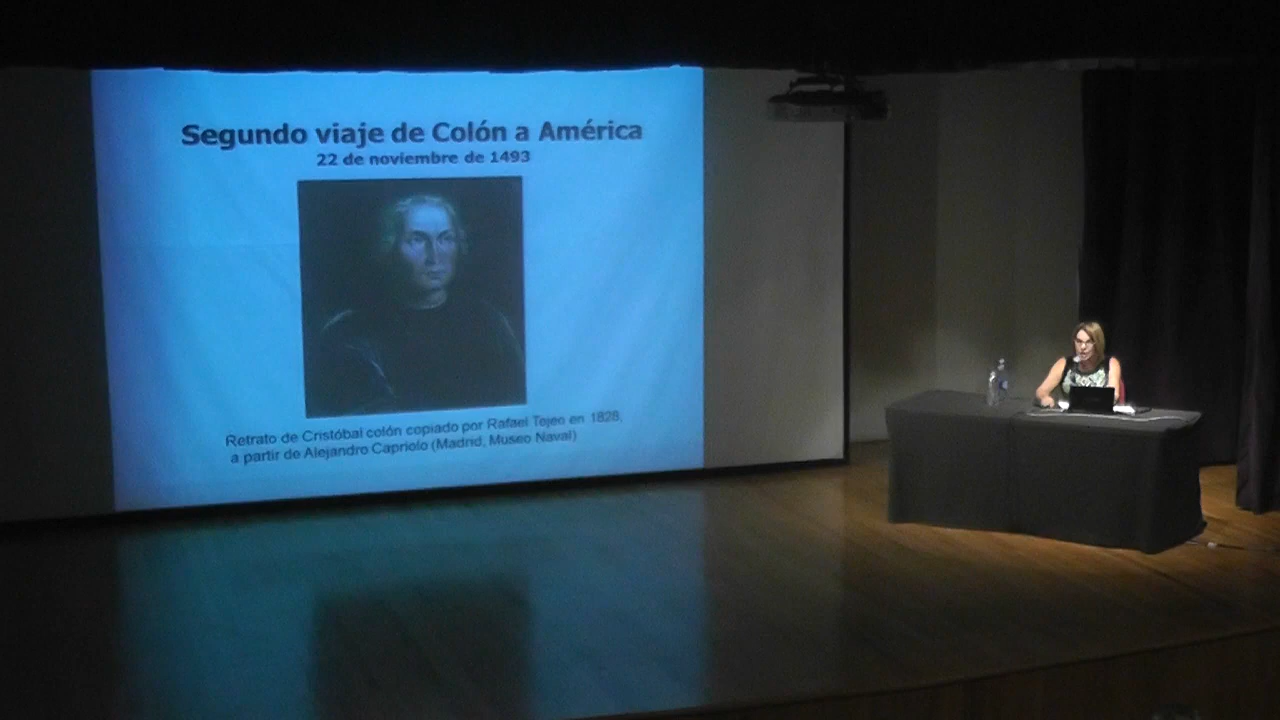 Segundo viaje de Colón a América
22 de noviembre de 1493
Retrato de Cristóbal colón copiado por Rafael Tejeo en 1828,
a partir de Alejandro Capriolo (Madrid, Museo Naval)